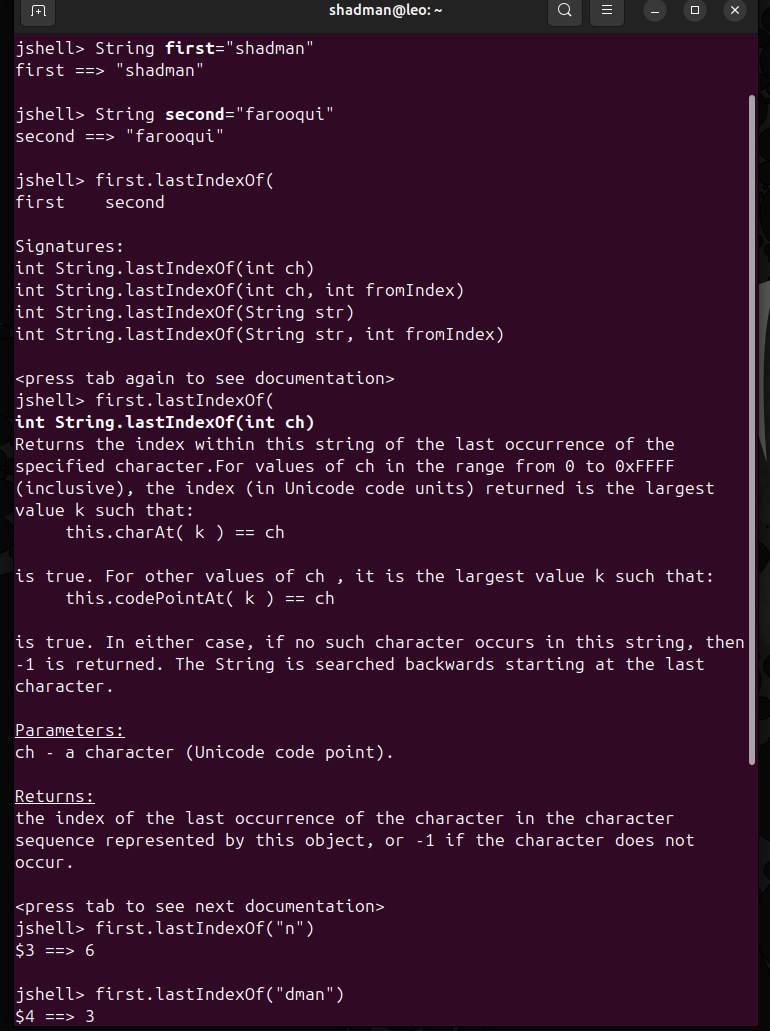 shadman@leo: ~
jshell> String first="shadman"
first ==> "shadman"
jshell> String second="farooqui"
second ==> "farooqui"
jshell> first.lastIndexOf(
first    second
Signatures:
int String.lastIndexOf(int ch)
int String.lastIndexOf(int ch, int fromIndex)
int String.lastIndexOf(String str)
int String.lastIndexOf(String str, int fromIndex)
<press tab again to see documentation>
jshell> first.lastIndexOf(
int String.lastIndexOf(int ch)
Returns the index within this string of the last occurrence of the
specified character.For values of ch in the range from 0 to 0xFFFF
(inclusive), the index (in Unicode code units) returned is the largest
value k such that:
     this.charAt( k ) == ch
is true. For other values of ch , it is the largest value k such that:
     this.codePointAt( k ) == ch
is true. In either case, if no such character occurs in this string, then
-1 is returned. The String is searched backwards starting at the last
character.
Parameters:
ch - a character (Unicode code point).
Returns:
the index of the last occurrence of the character in the character
sequence represented by this object, or -1 if the character does not
occur.
<press tab to see next documentation>
jshell> first.lastIndexOf("n")
$3 ==> 6
jshell> first.lastIndexOf("dman")
$4 ==> 3